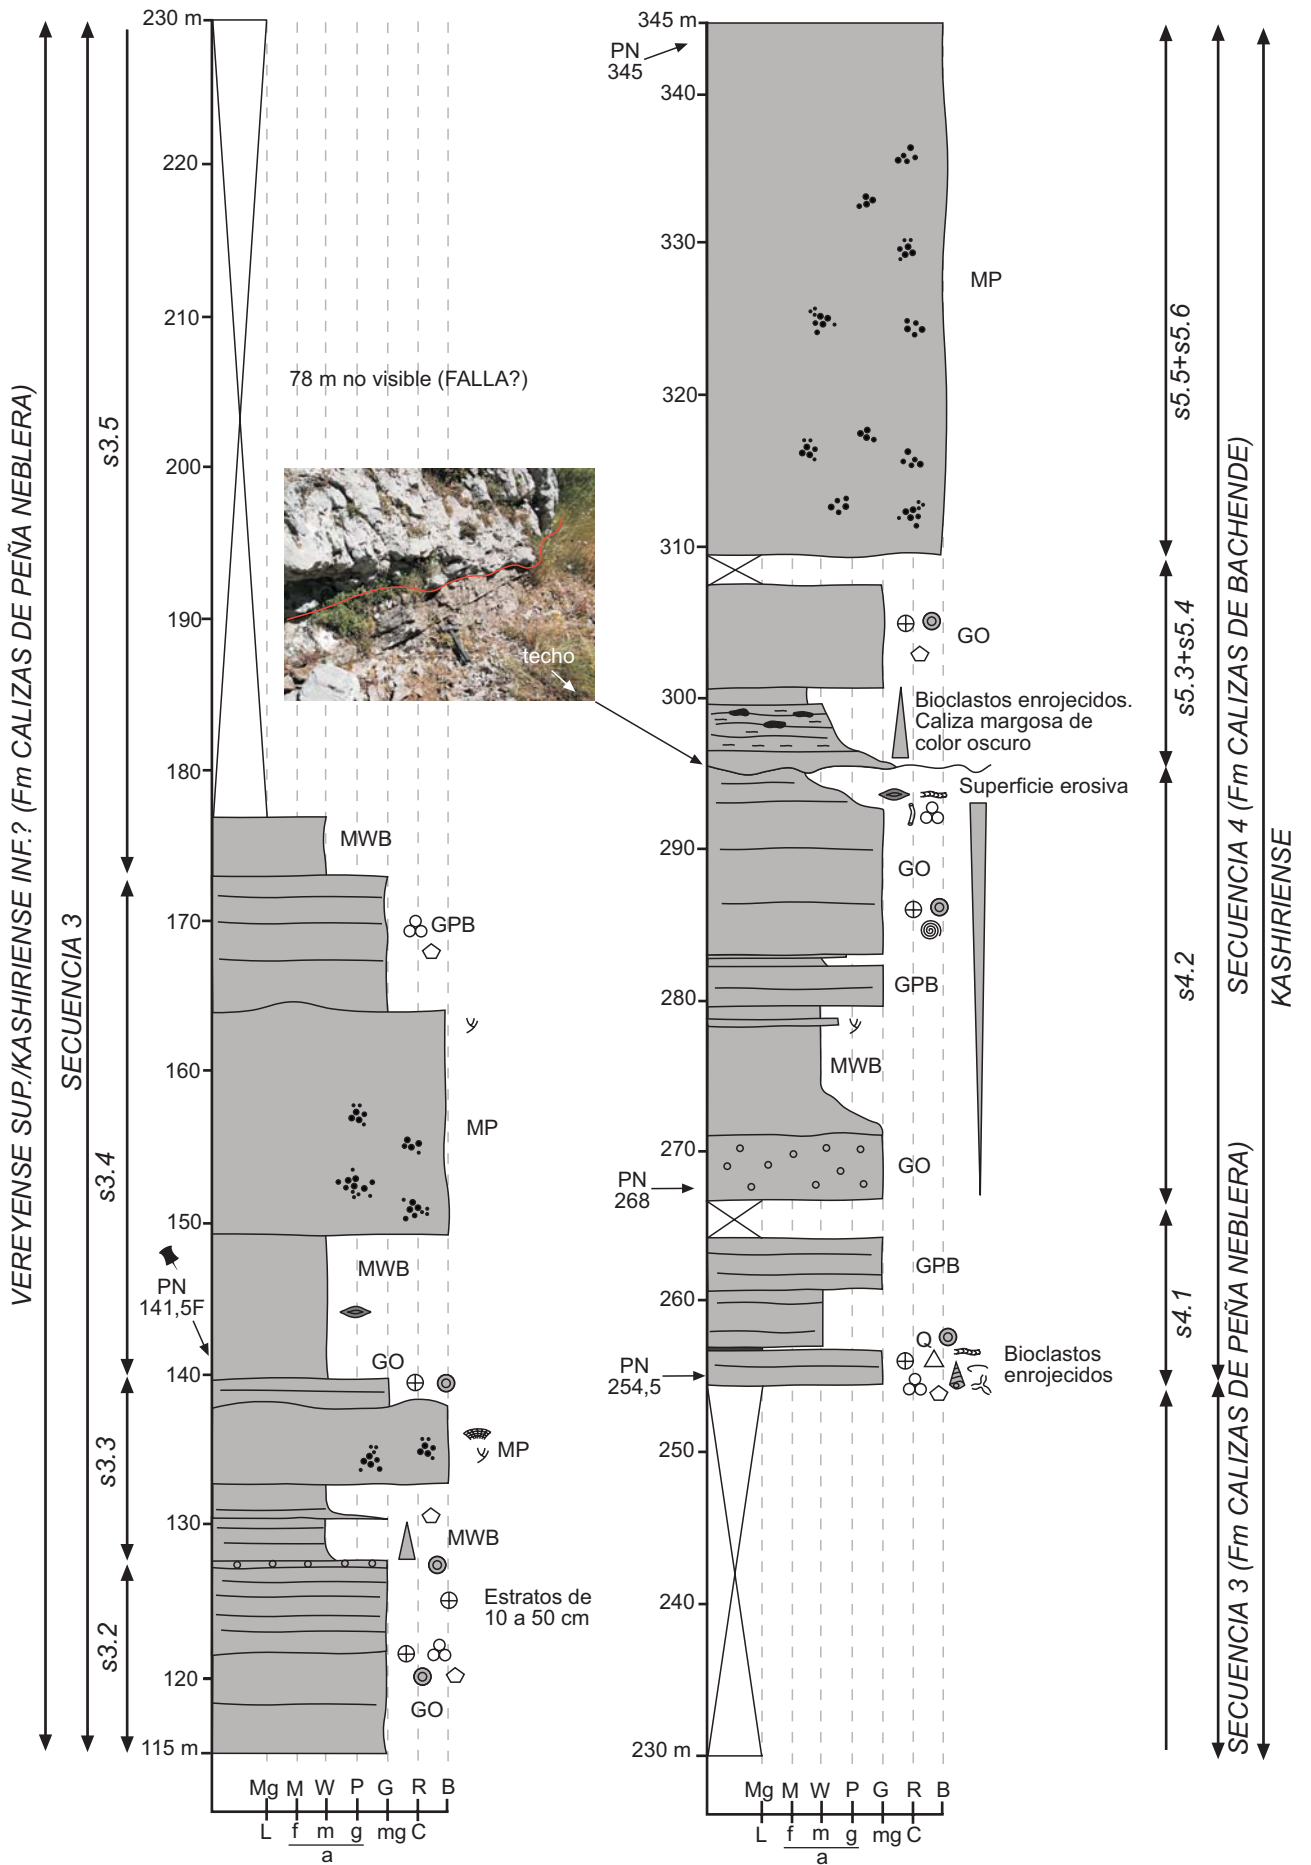 230 m
220
210
200
190
180
170
160
150
140
130
120
115 m
VEREYENSE SUP./KASHIRIENSE INF.? (Fm CALIZAS DE PEÑA NEBLERA)
SECUENCIA 3
s3.5
s3.4
s3.3
s3.2
78 m no visible (FALLA?)
techo
MWB
GPB
MP
MWB
PN
141,5F
GO
MP
MWB
Estratos de
10 a 50 cm
GO
Mg M W P G R B
L f m g mg C
a
345 m
340
330
320
310
300
290
280
270
260
250
240
230 m
PN
345
MP
GO
Bioclastos enrojecidos.
Caliza margosa de
color oscuro
Superficie erosiva
GO
GPB
MWB
GO
PN
268
GPB
Q
Bioclastos
enrojecidos
PN
254,5
s5.5+s5.6
s5.3+s5.4
s4.2
s4.1
SECUENCIA 4 (Fm CALIZAS DE BACHENDE)
SECUENCIA 3 (Fm CALIZAS DE PEÑA NEBLERA)
KASHIRIENSE
Mg M W P G R B
L f m g mg C
a